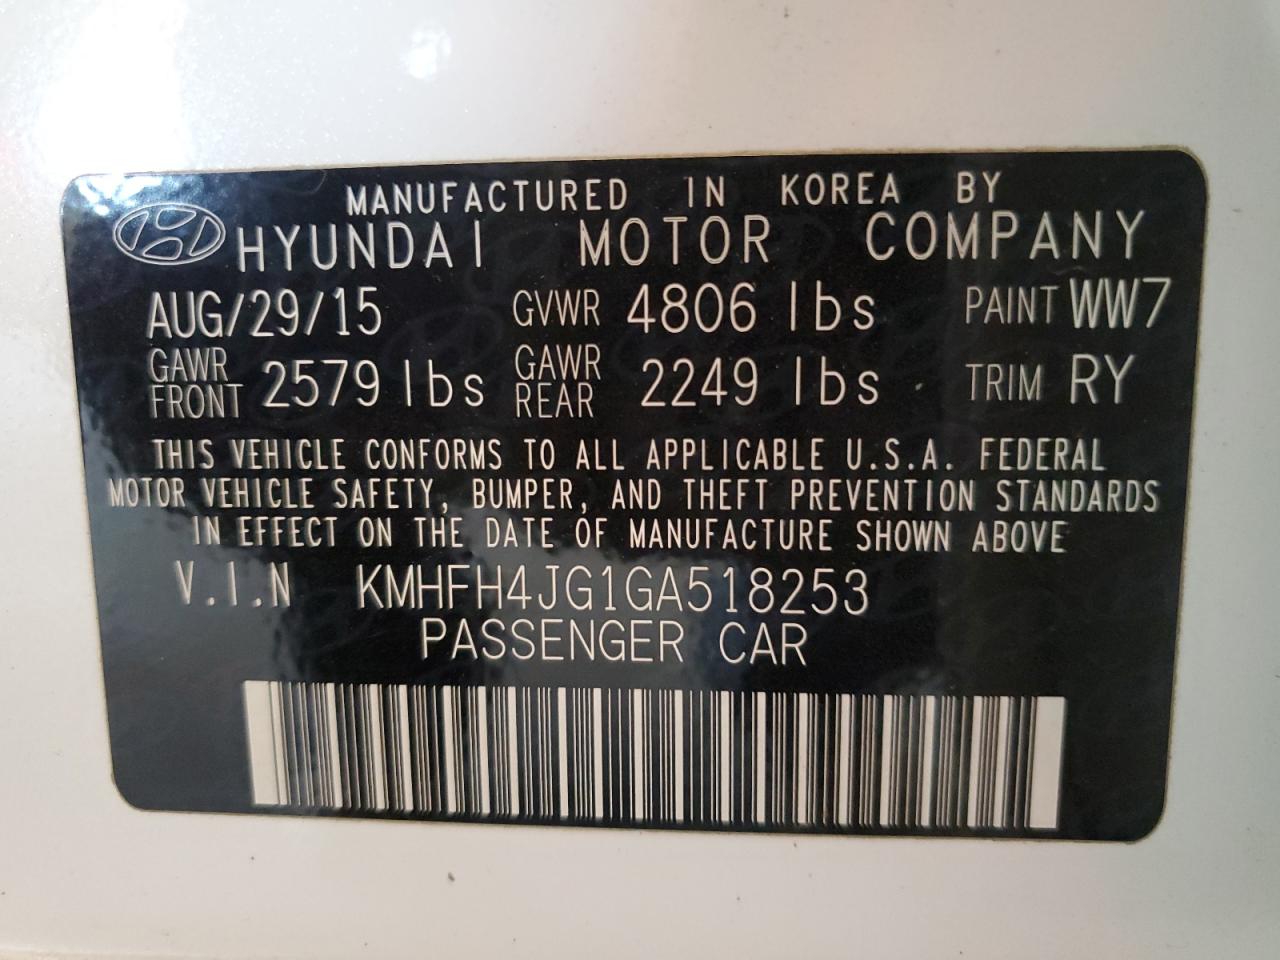 MANUFACTURED IN KOREA BY
HYUNDAI MOTOR COMPANY
AUG/29/15 GVWR 4806 lbs PAINT WW7
GAWR FRONT 2579 lbs GAWR REAR 2249 lbs TRIM RY
THIS VEHICLE CONFORMS TO ALL APPLICABLE U.S.A. FEDERAL
MOTOR VEHICLE SAFETY, BUMPER, AND THEFT PREVENTION STANDARDS
IN EFFECT ON THE DATE OF MANUFACTURE SHOWN ABOVE
V.I.N KMHFH4JG1GA518253
PASSENGER CAR